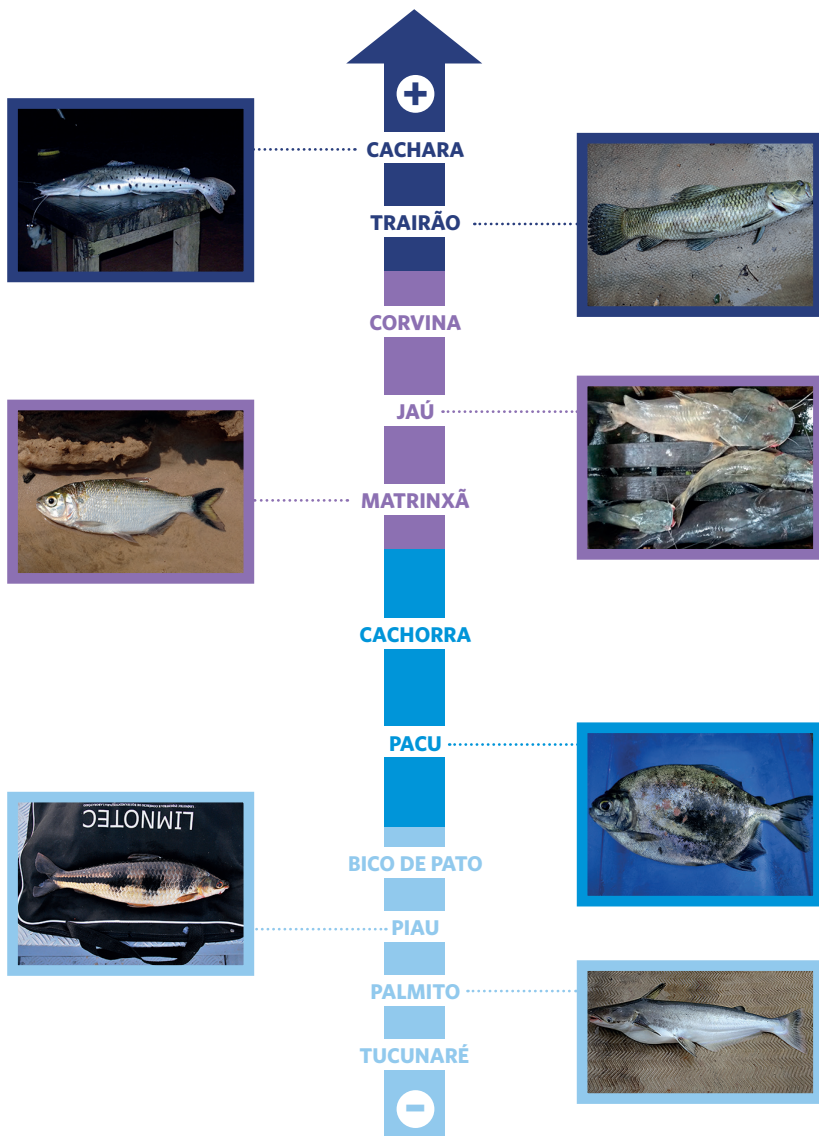 +
CACHARA
TRAIRÃO
CORVINA
JAÚ
MATRINXÃ
CACHORRA
PACU
LIMNOTEC
BICO DE PATO
PIAU
PALMITO
TUCUNARÉ
-